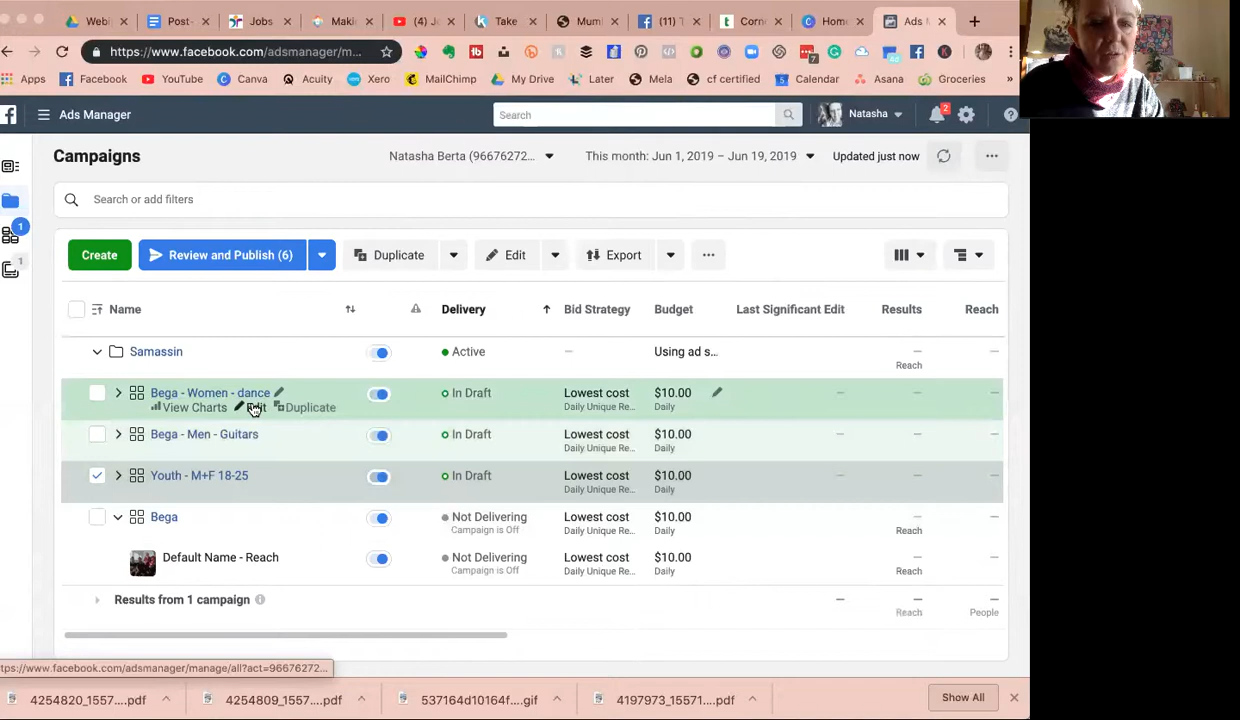 Webi Post- Jobs Maki (4) J Take Mum (11) T Corn Home Ads M
https://www.facebook.com/adsmanager/m...
Apps Facebook YouTube Canva Acuity Xero MailChimp My Drive Later Mela cf certified Calendar Asana Groceries »
Ads Manager Search Natasha 2
Campaigns Natasha Berta (96676272... This month: Jun 1, 2019 – Jun 19, 2019 Updated just now
Search or add filters
Create Review and Publish (6) Duplicate Edit Export
Name Delivery Bid Strategy Budget Last Significant Edit Results Reach
Samassin Active — Using ad s... — —
Reach
Bega - Women - dance In Draft Lowest cost $10.00 — — —
View Charts Edit Duplicate Daily Unique Re... Daily
Bega - Men - Guitars In Draft Lowest cost $10.00 — — —
Daily Unique Re... Daily
Youth - M+F 18-25 In Draft Lowest cost $10.00 — — —
Daily Unique Re... Daily
Bega Not Delivering Lowest cost $10.00 — —
Campaign is Off Daily Unique Re... Daily Reach
Default Name - Reach Not Delivering Lowest cost $10.00 — —
Campaign is Off Daily Unique Re... Daily Reach
Results from 1 campaign — — —
Reach People
ttps://www.facebook.com/adsmanager/manage/all?act=96676272...
4254820_1557....pdf 4254809_1557....pdf 537164d10164f....gif 4197973_15571....pdf Show All